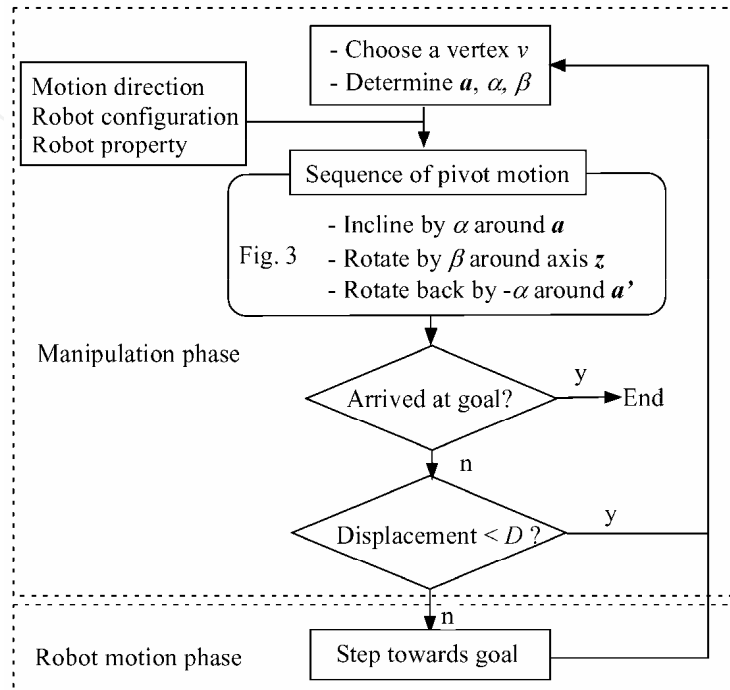 - Choose a vertex v
- Determine a, α, β
Motion direction
Robot configuration
Robot property
Sequence of pivot motion
- Incline by α around a
Fig. 3
- Rotate by β around axis z
- Rotate back by -α around a’
Manipulation phase
Arrived at goal?
y
End
n
Displacement < D ?
y
n
Robot motion phase
Step towards goal